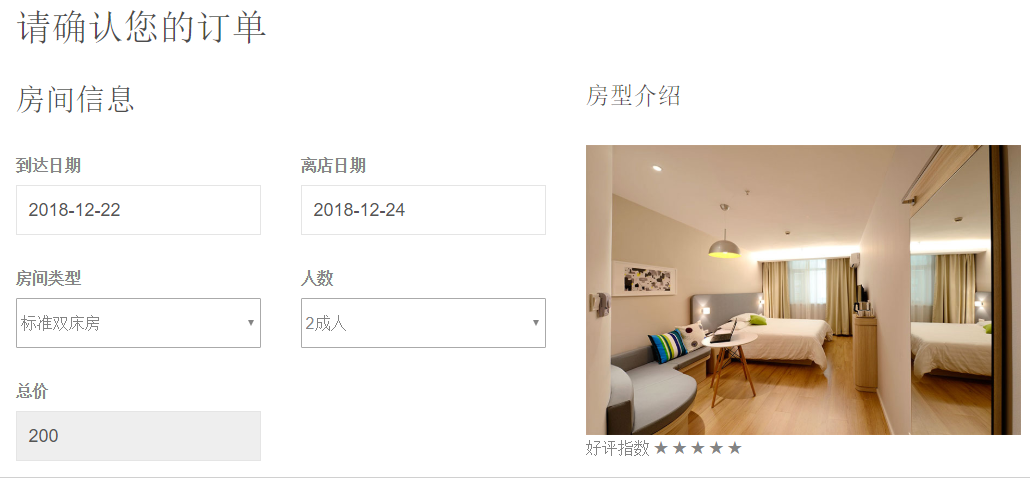 请确认您的订单
房间信息
到达日期
离店日期
2018-12-22
2018-12-24
房间类型
人数
标准双床房
2成人
总价
200
房型介绍
好评指数 ★ ★ ★ ★ ★